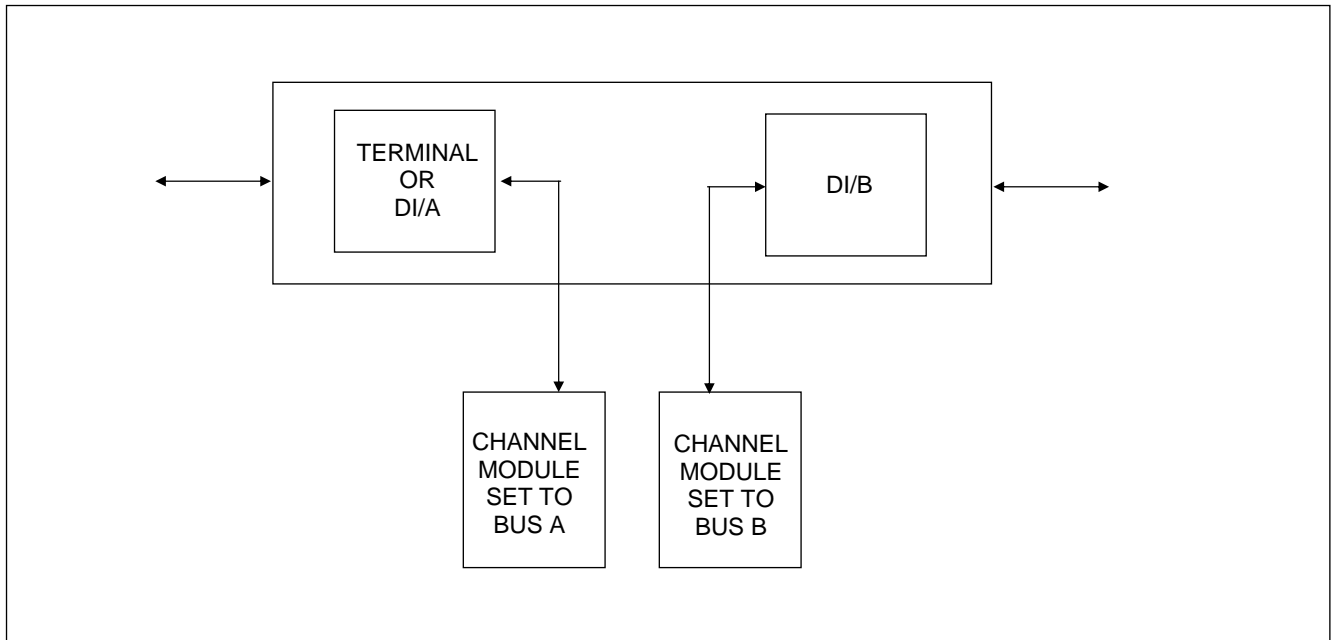 TERMINAL
OR
DI/A
DI/B
CHANNEL
MODULE
SET TO
BUS A
CHANNEL
MODULE
SET TO
BUS B